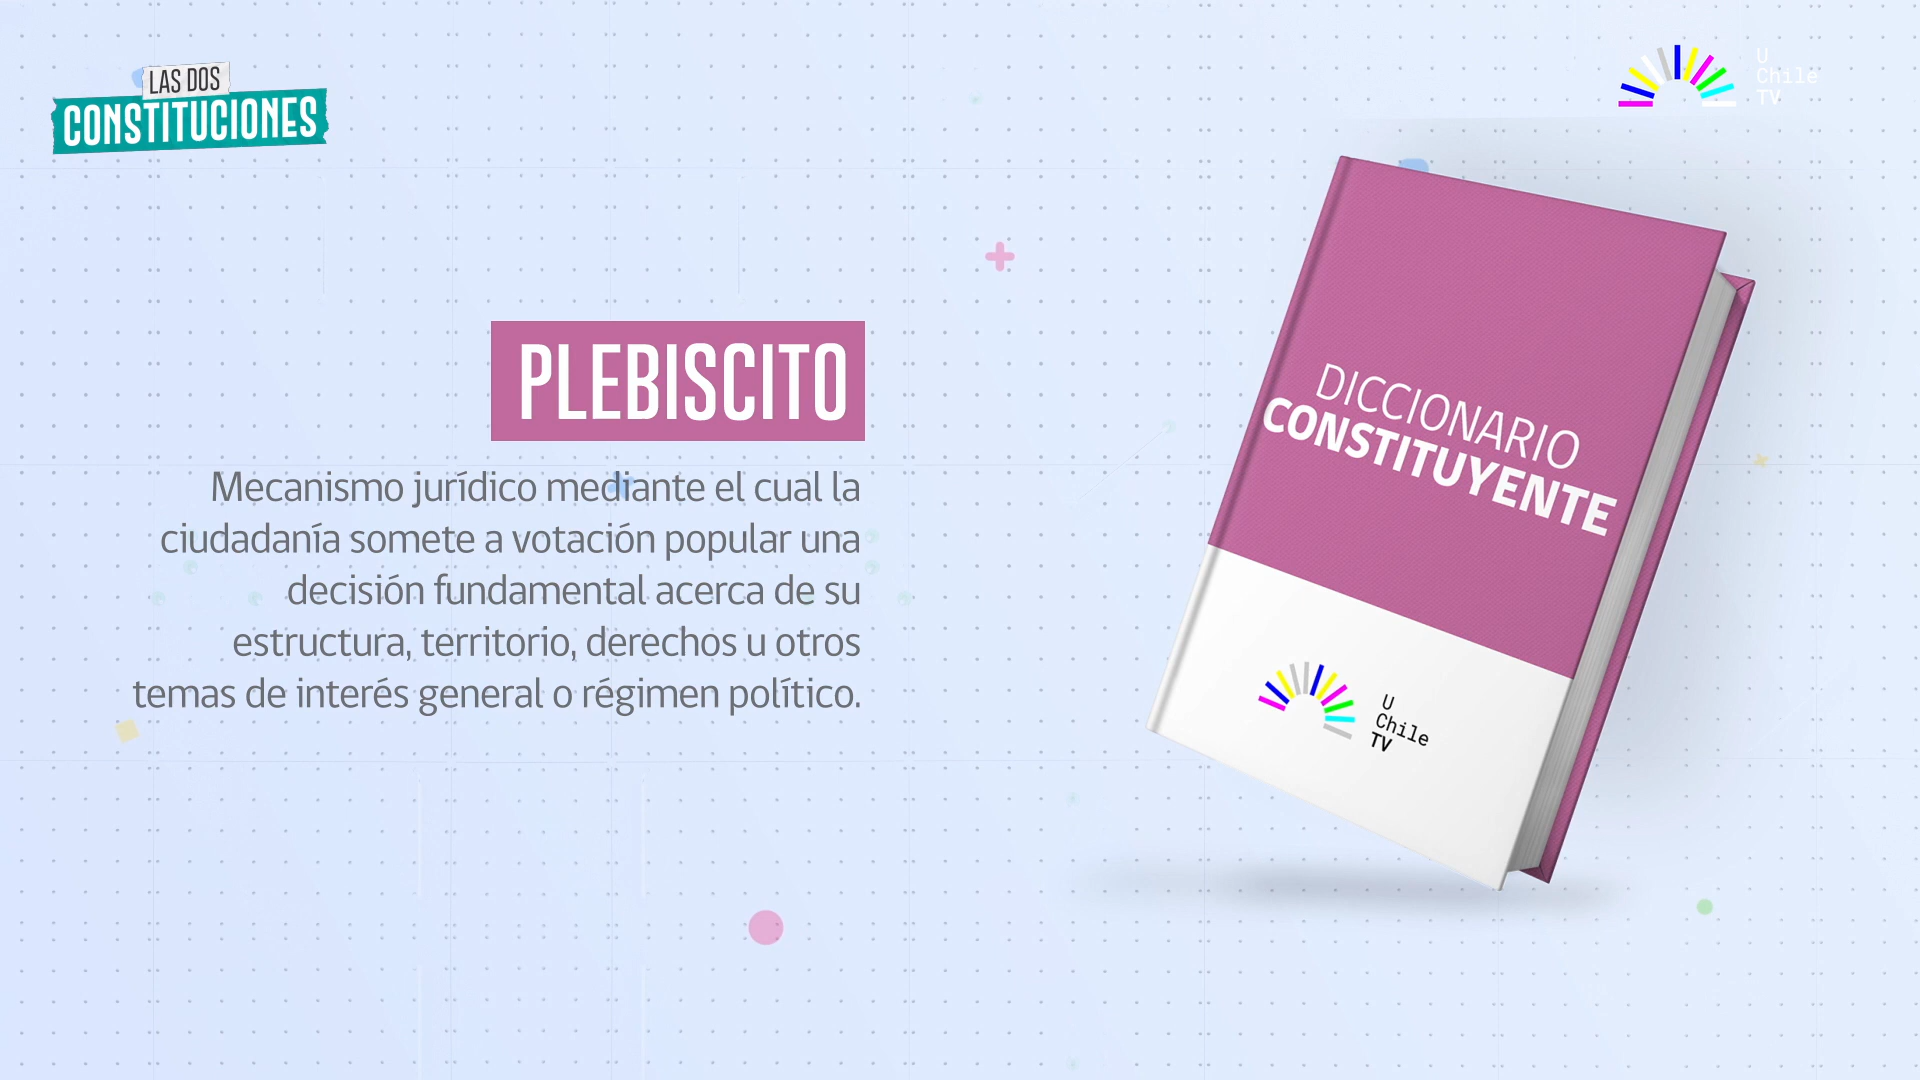 LAS DOS
CONSTITUCIONES
U
Chile
TV
PLEBISCITO
Mecanismo jurídico mediante el cual la
ciudadanía somete a votación popular una
decisión fundamental acerca de su
estructura, territorio, derechos u otros
temas de interés general o régimen político.
DICCIONARIO
CONSTITUYENTE
U
Chile
TV